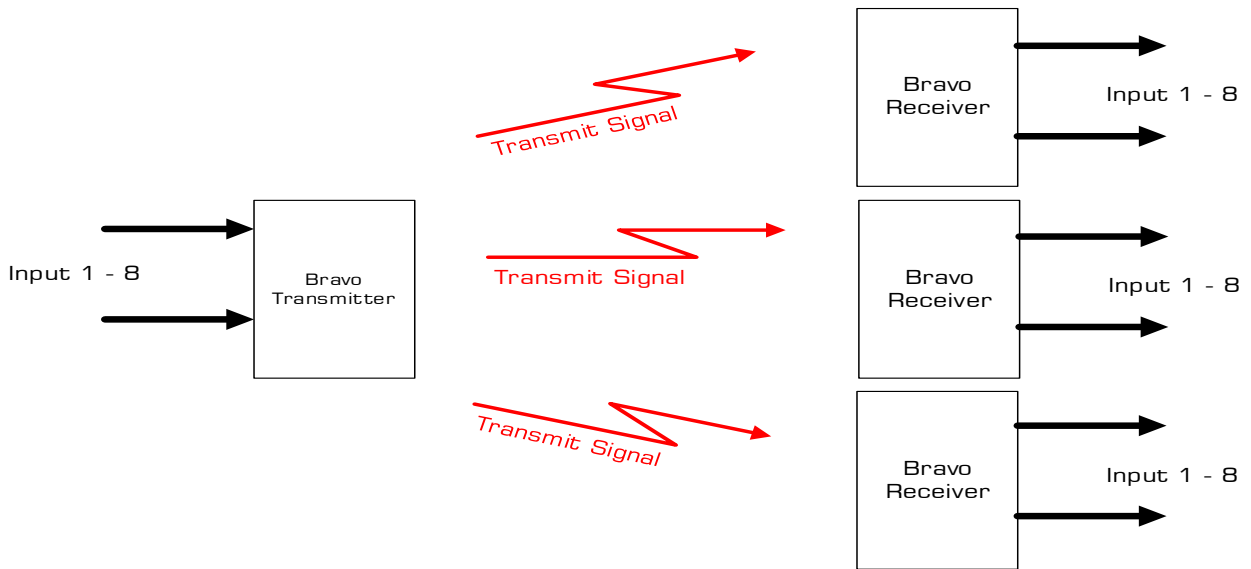 Bravo
Receiver
Input 1 - 8
Transmit Signal
Input 1 - 8
Bravo
Transmitter
Transmit Signal
Bravo
Receiver
Input 1 - 8
Transmit Signal
Bravo
Receiver
Input 1 - 8